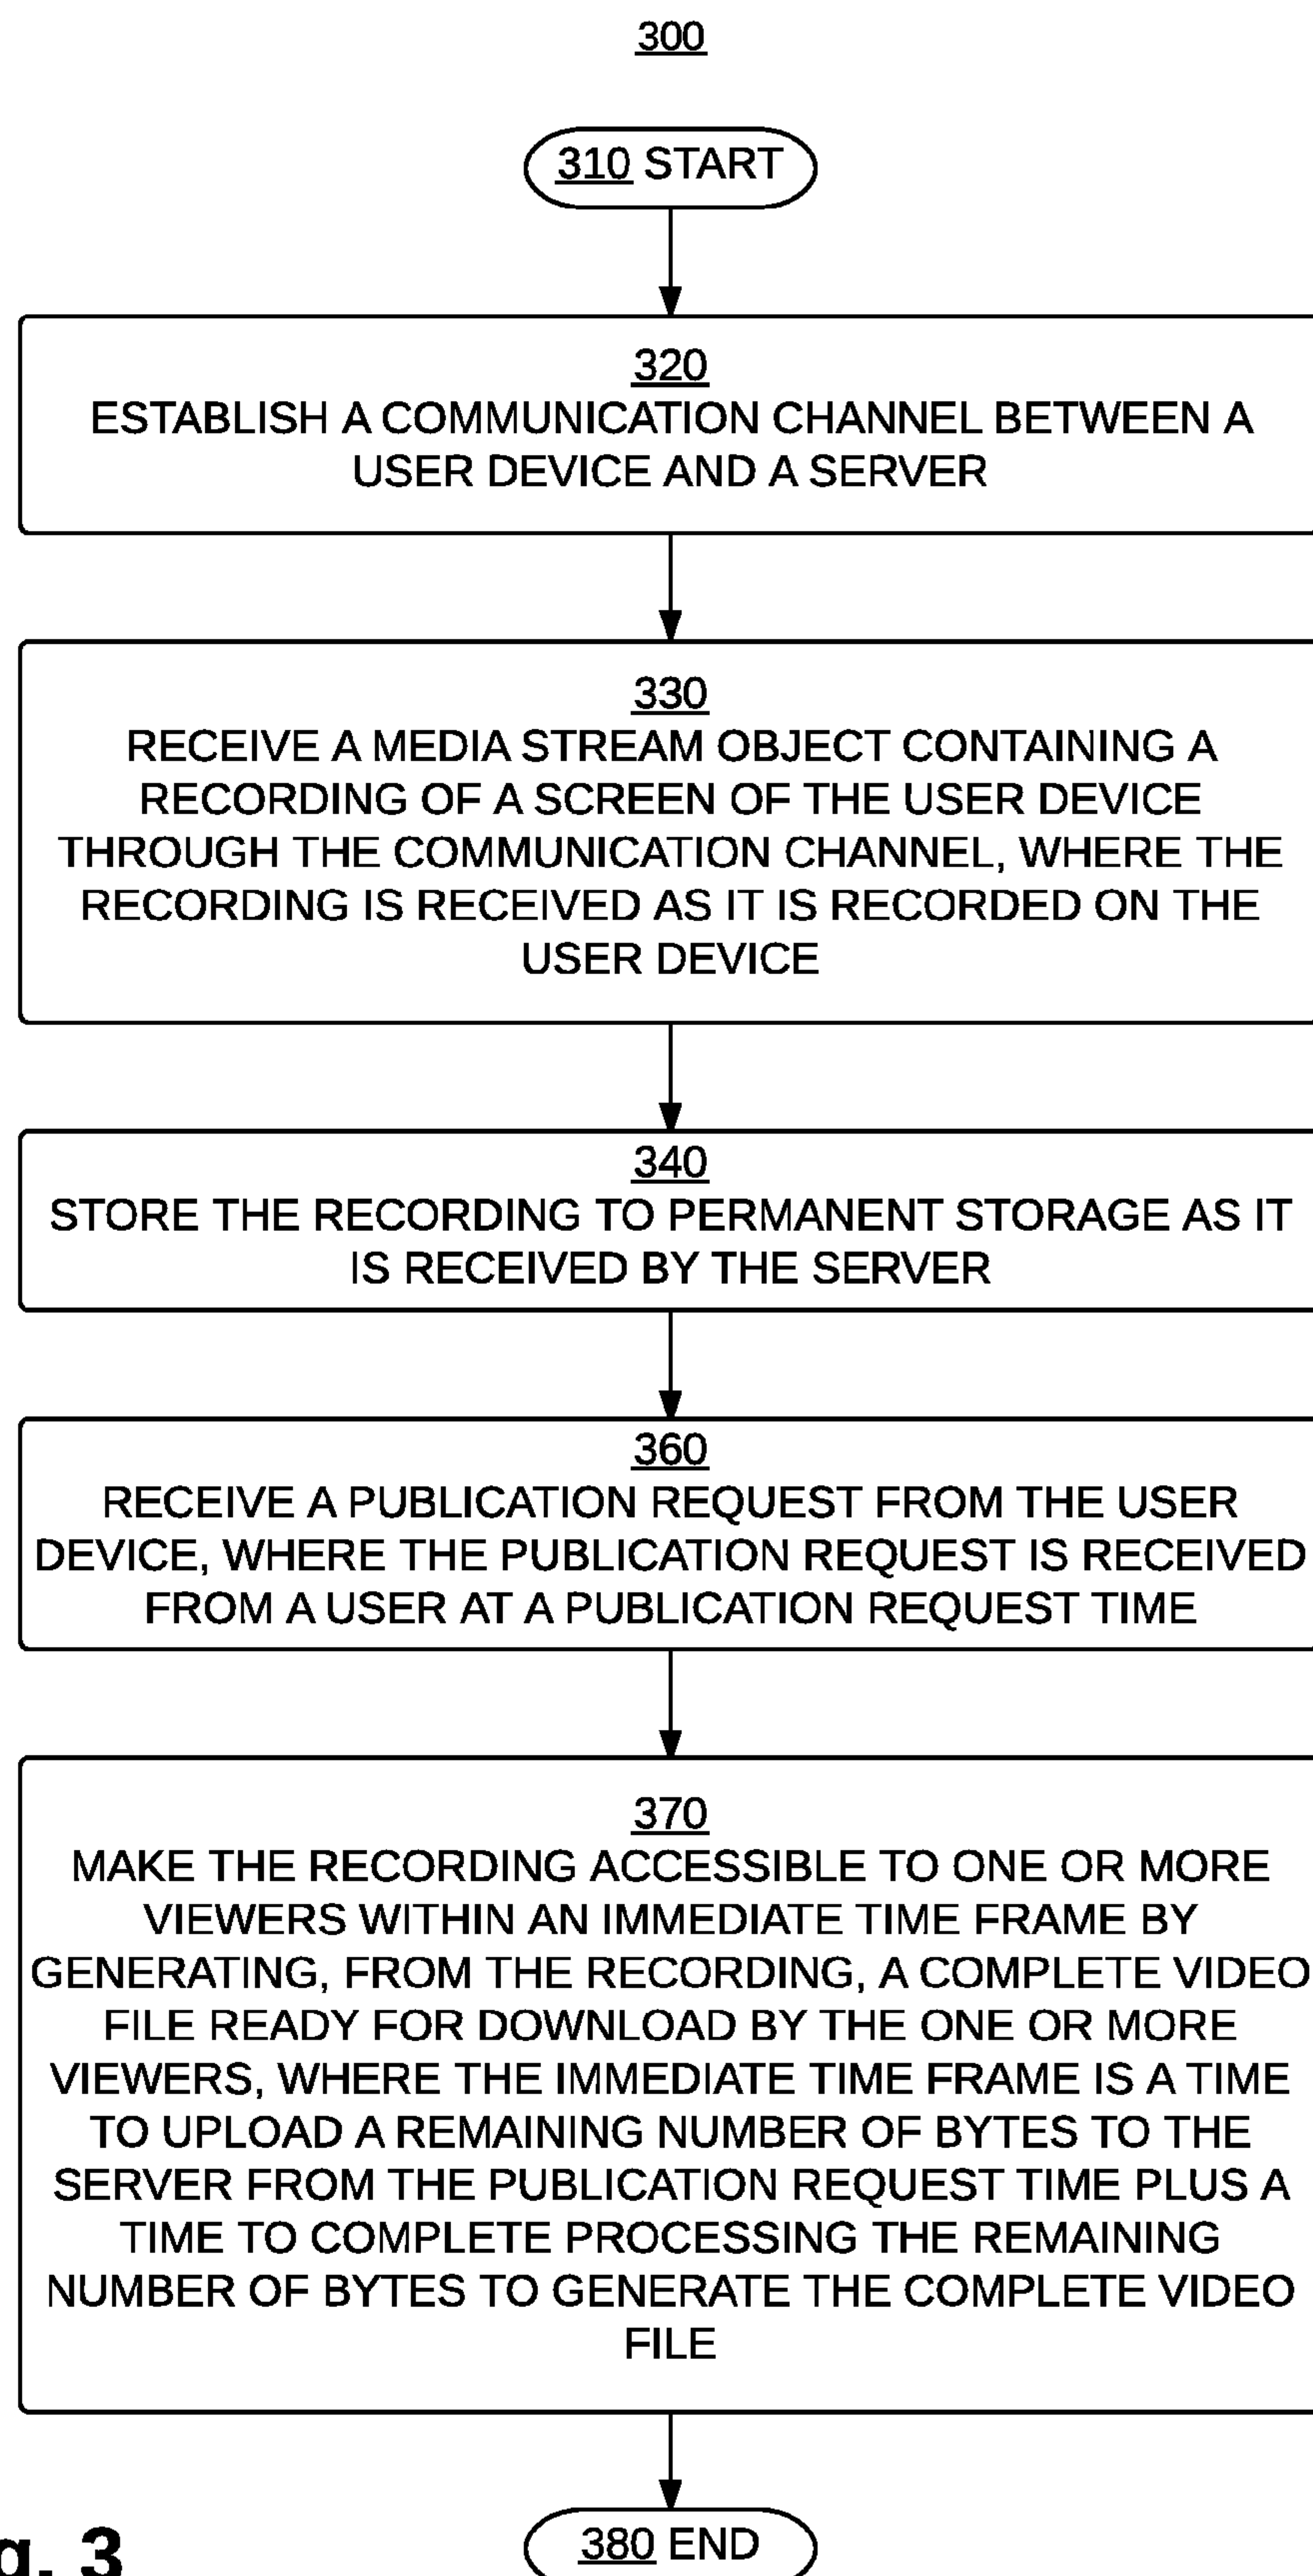 300
310 START
320
ESTABLISH A COMMUNICATION CHANNEL BETWEEN A
USER DEVICE AND A SERVER
330
RECEIVE A MEDIA STREAM OBJECT CONTAINING A
RECORDING OF A SCREEN OF THE USER DEVICE
THROUGH THE COMMUNICATION CHANNEL, WHERE THE
RECORDING IS RECEIVED AS IT IS RECORDED ON THE
USER DEVICE
340
STORE THE RECORDING TO PERMANENT STORAGE AS IT
IS RECEIVED BY THE SERVER
360
RECEIVE A PUBLICATION REQUEST FROM THE USER
DEVICE, WHERE THE PUBLICATION REQUEST IS RECEIVED
FROM A USER AT A PUBLICATION REQUEST TIME
370
MAKE THE RECORDING ACCESSIBLE TO ONE OR MORE
VIEWERS WITHIN AN IMMEDIATE TIME FRAME BY
GENERATING, FROM THE RECORDING, A COMPLETE VIDEO
FILE READY FOR DOWNLOAD BY THE ONE OR MORE
VIEWERS, WHERE THE IMMEDIATE TIME FRAME IS A TIME
TO UPLOAD A REMAINING NUMBER OF BYTES TO THE
SERVER FROM THE PUBLICATION REQUEST TIME PLUS A
TIME TO COMPLETE PROCESSING THE REMAINING
NUMBER OF BYTES TO GENERATE THE COMPLETE VIDEO
FILE
380 END
g. 3